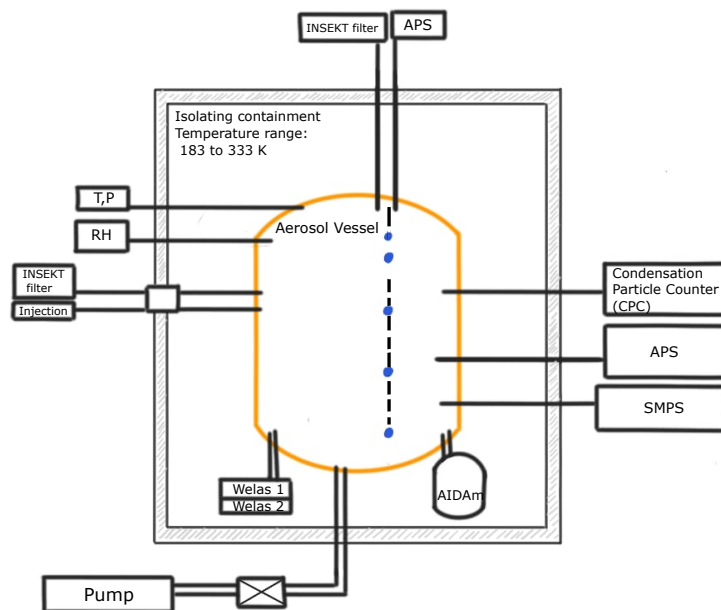 INSEKT filter
APS
Isolating containment
Temperature range:
183 to 333 K
T,P
Aerosol Vessel
RH
INSEKT
filter
Injection
Condensation
Particle Counter
(CPC)
APS
SMPS
Welas 1
Welas 2
AIDAm
Pump